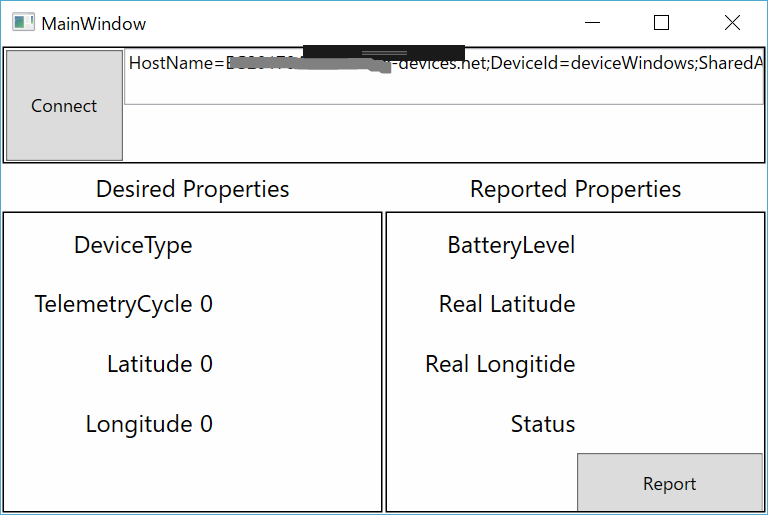 MainWindow
Connect
HostName= -devices.net;DeviceId=deviceWindows;SharedA
Desired Properties
Reported Properties
DeviceType
BatteryLevel
TelemetryCycle 0
Real Latitude
Latitude 0
Real Longitide
Longitude 0
Status
Report